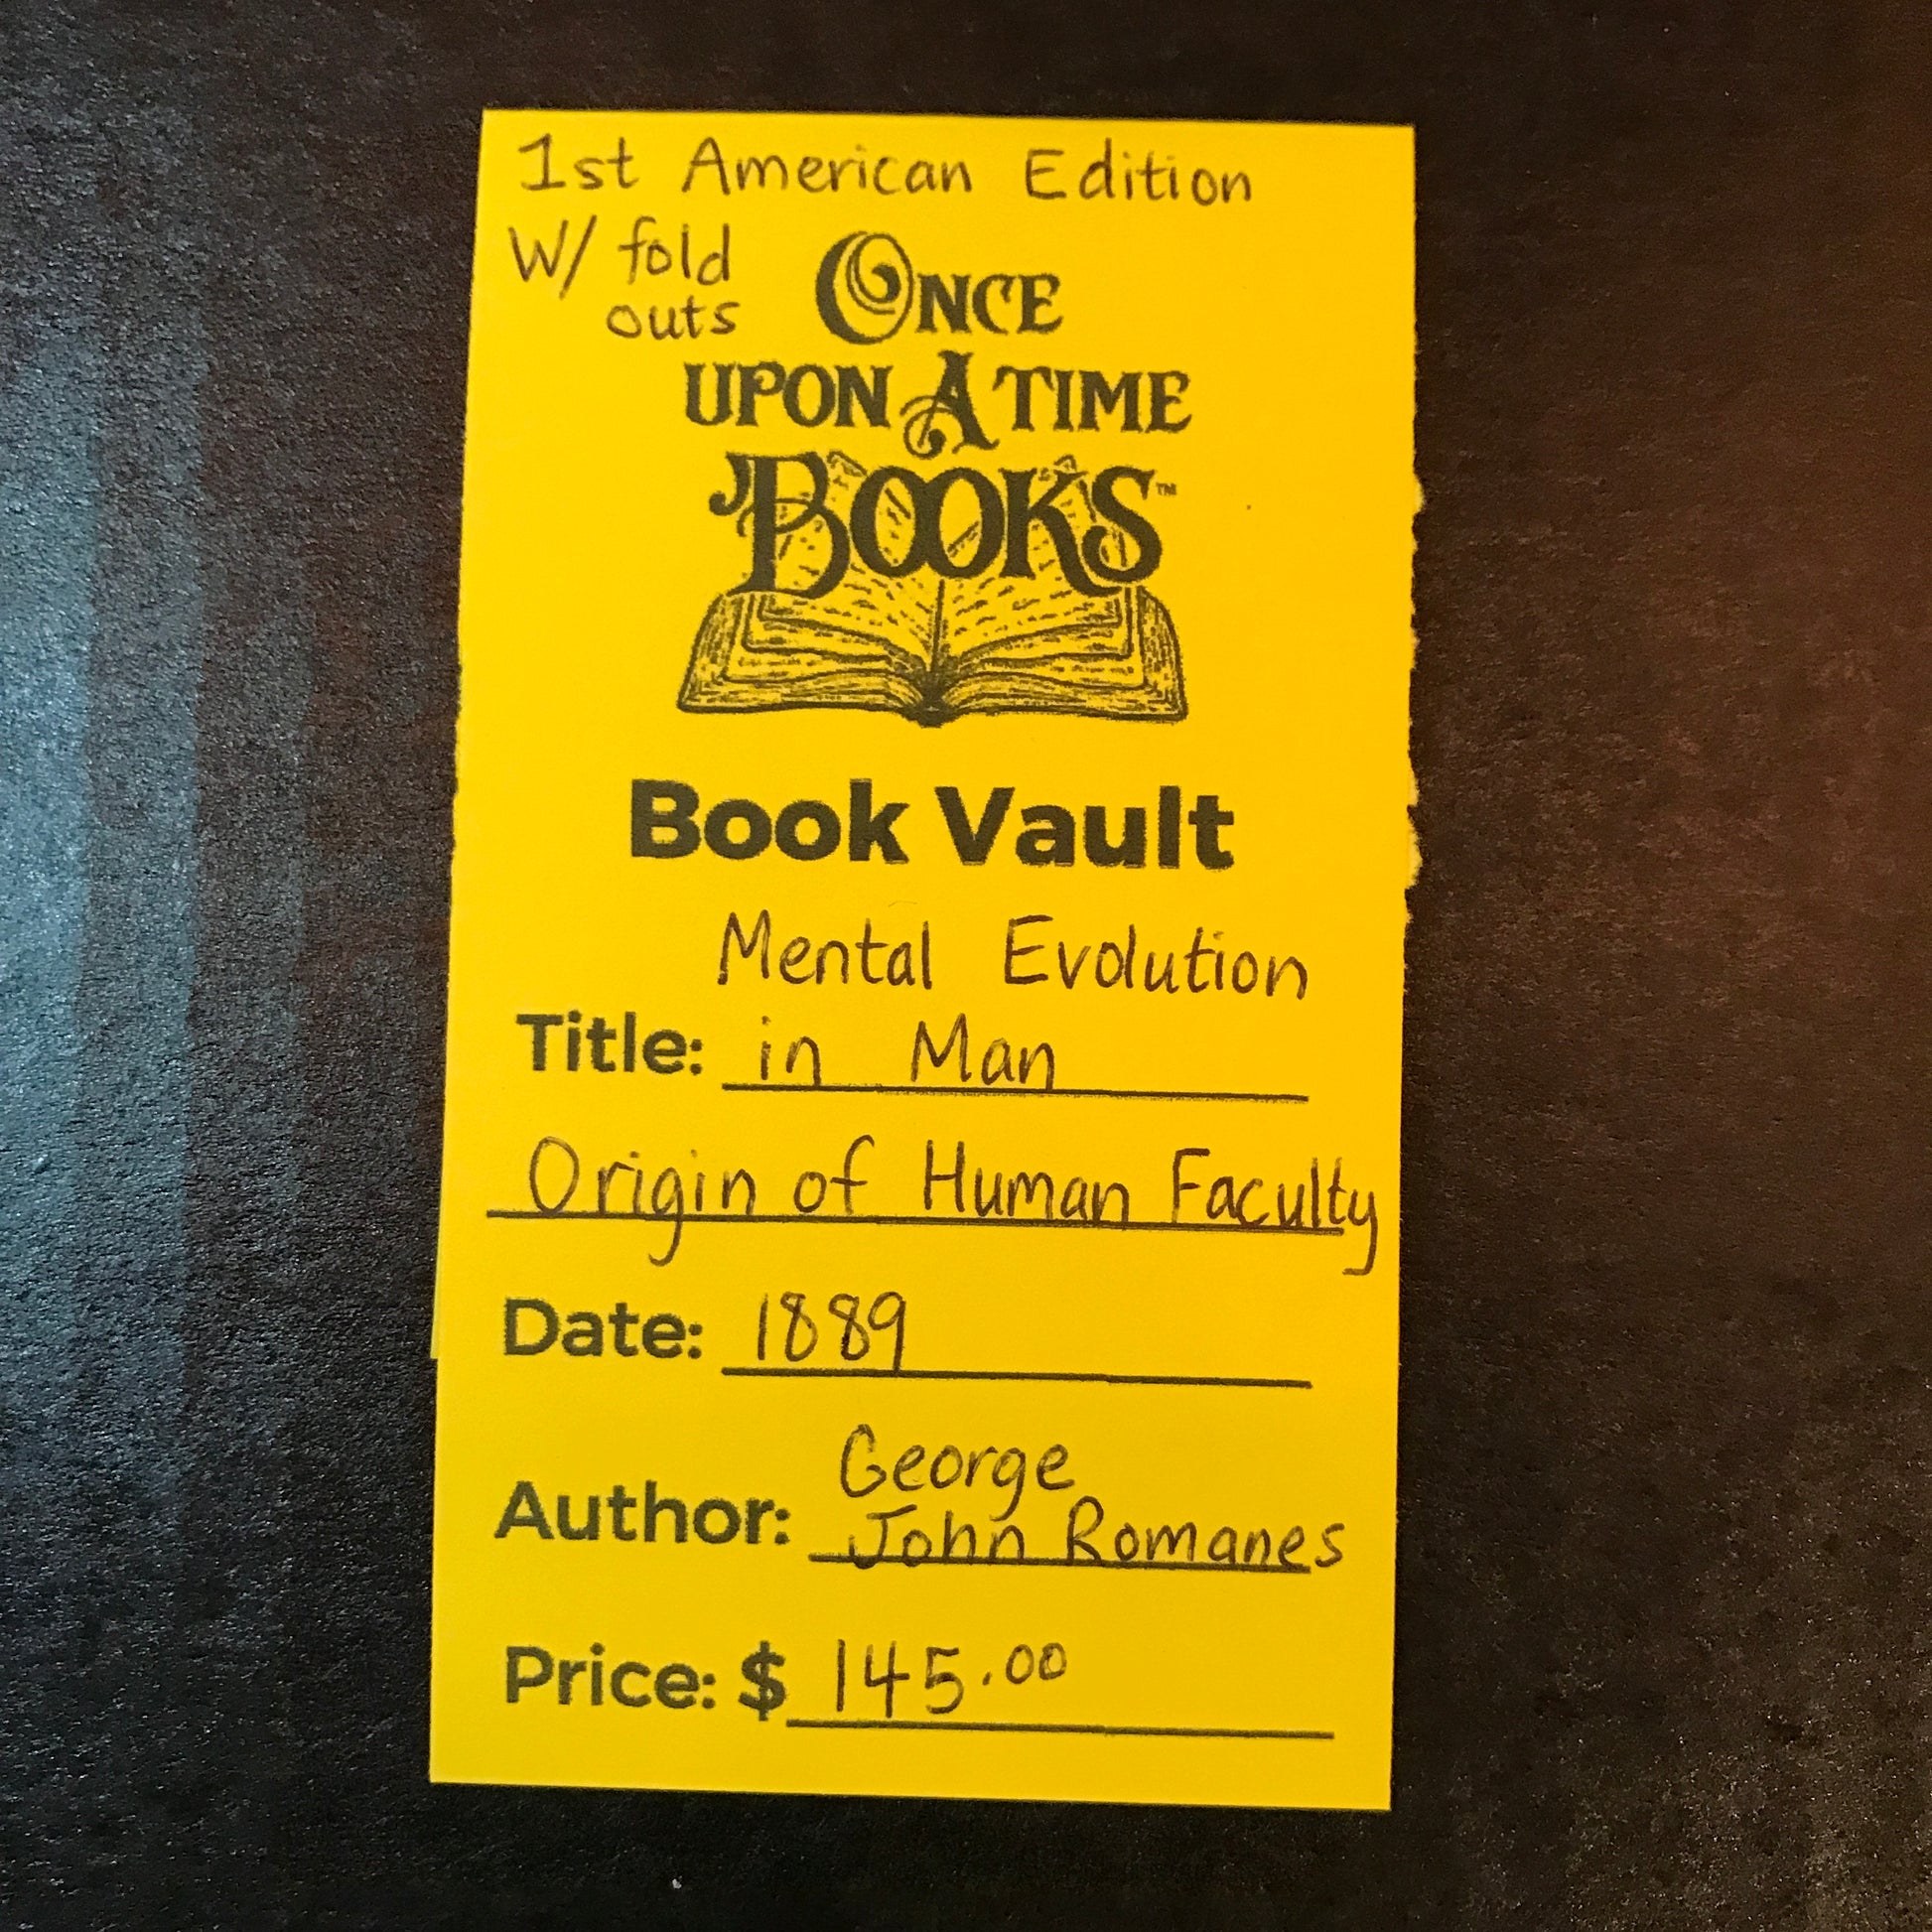 1st American Edition
W/ fold
outs
ONCE
UPON A TIME
BOOKS™
Book Vault
Mental Evolution
Title: in Man
Origin of Human Faculty
Date: 1889
George
Author: John Romanes
Price: $ 145.00